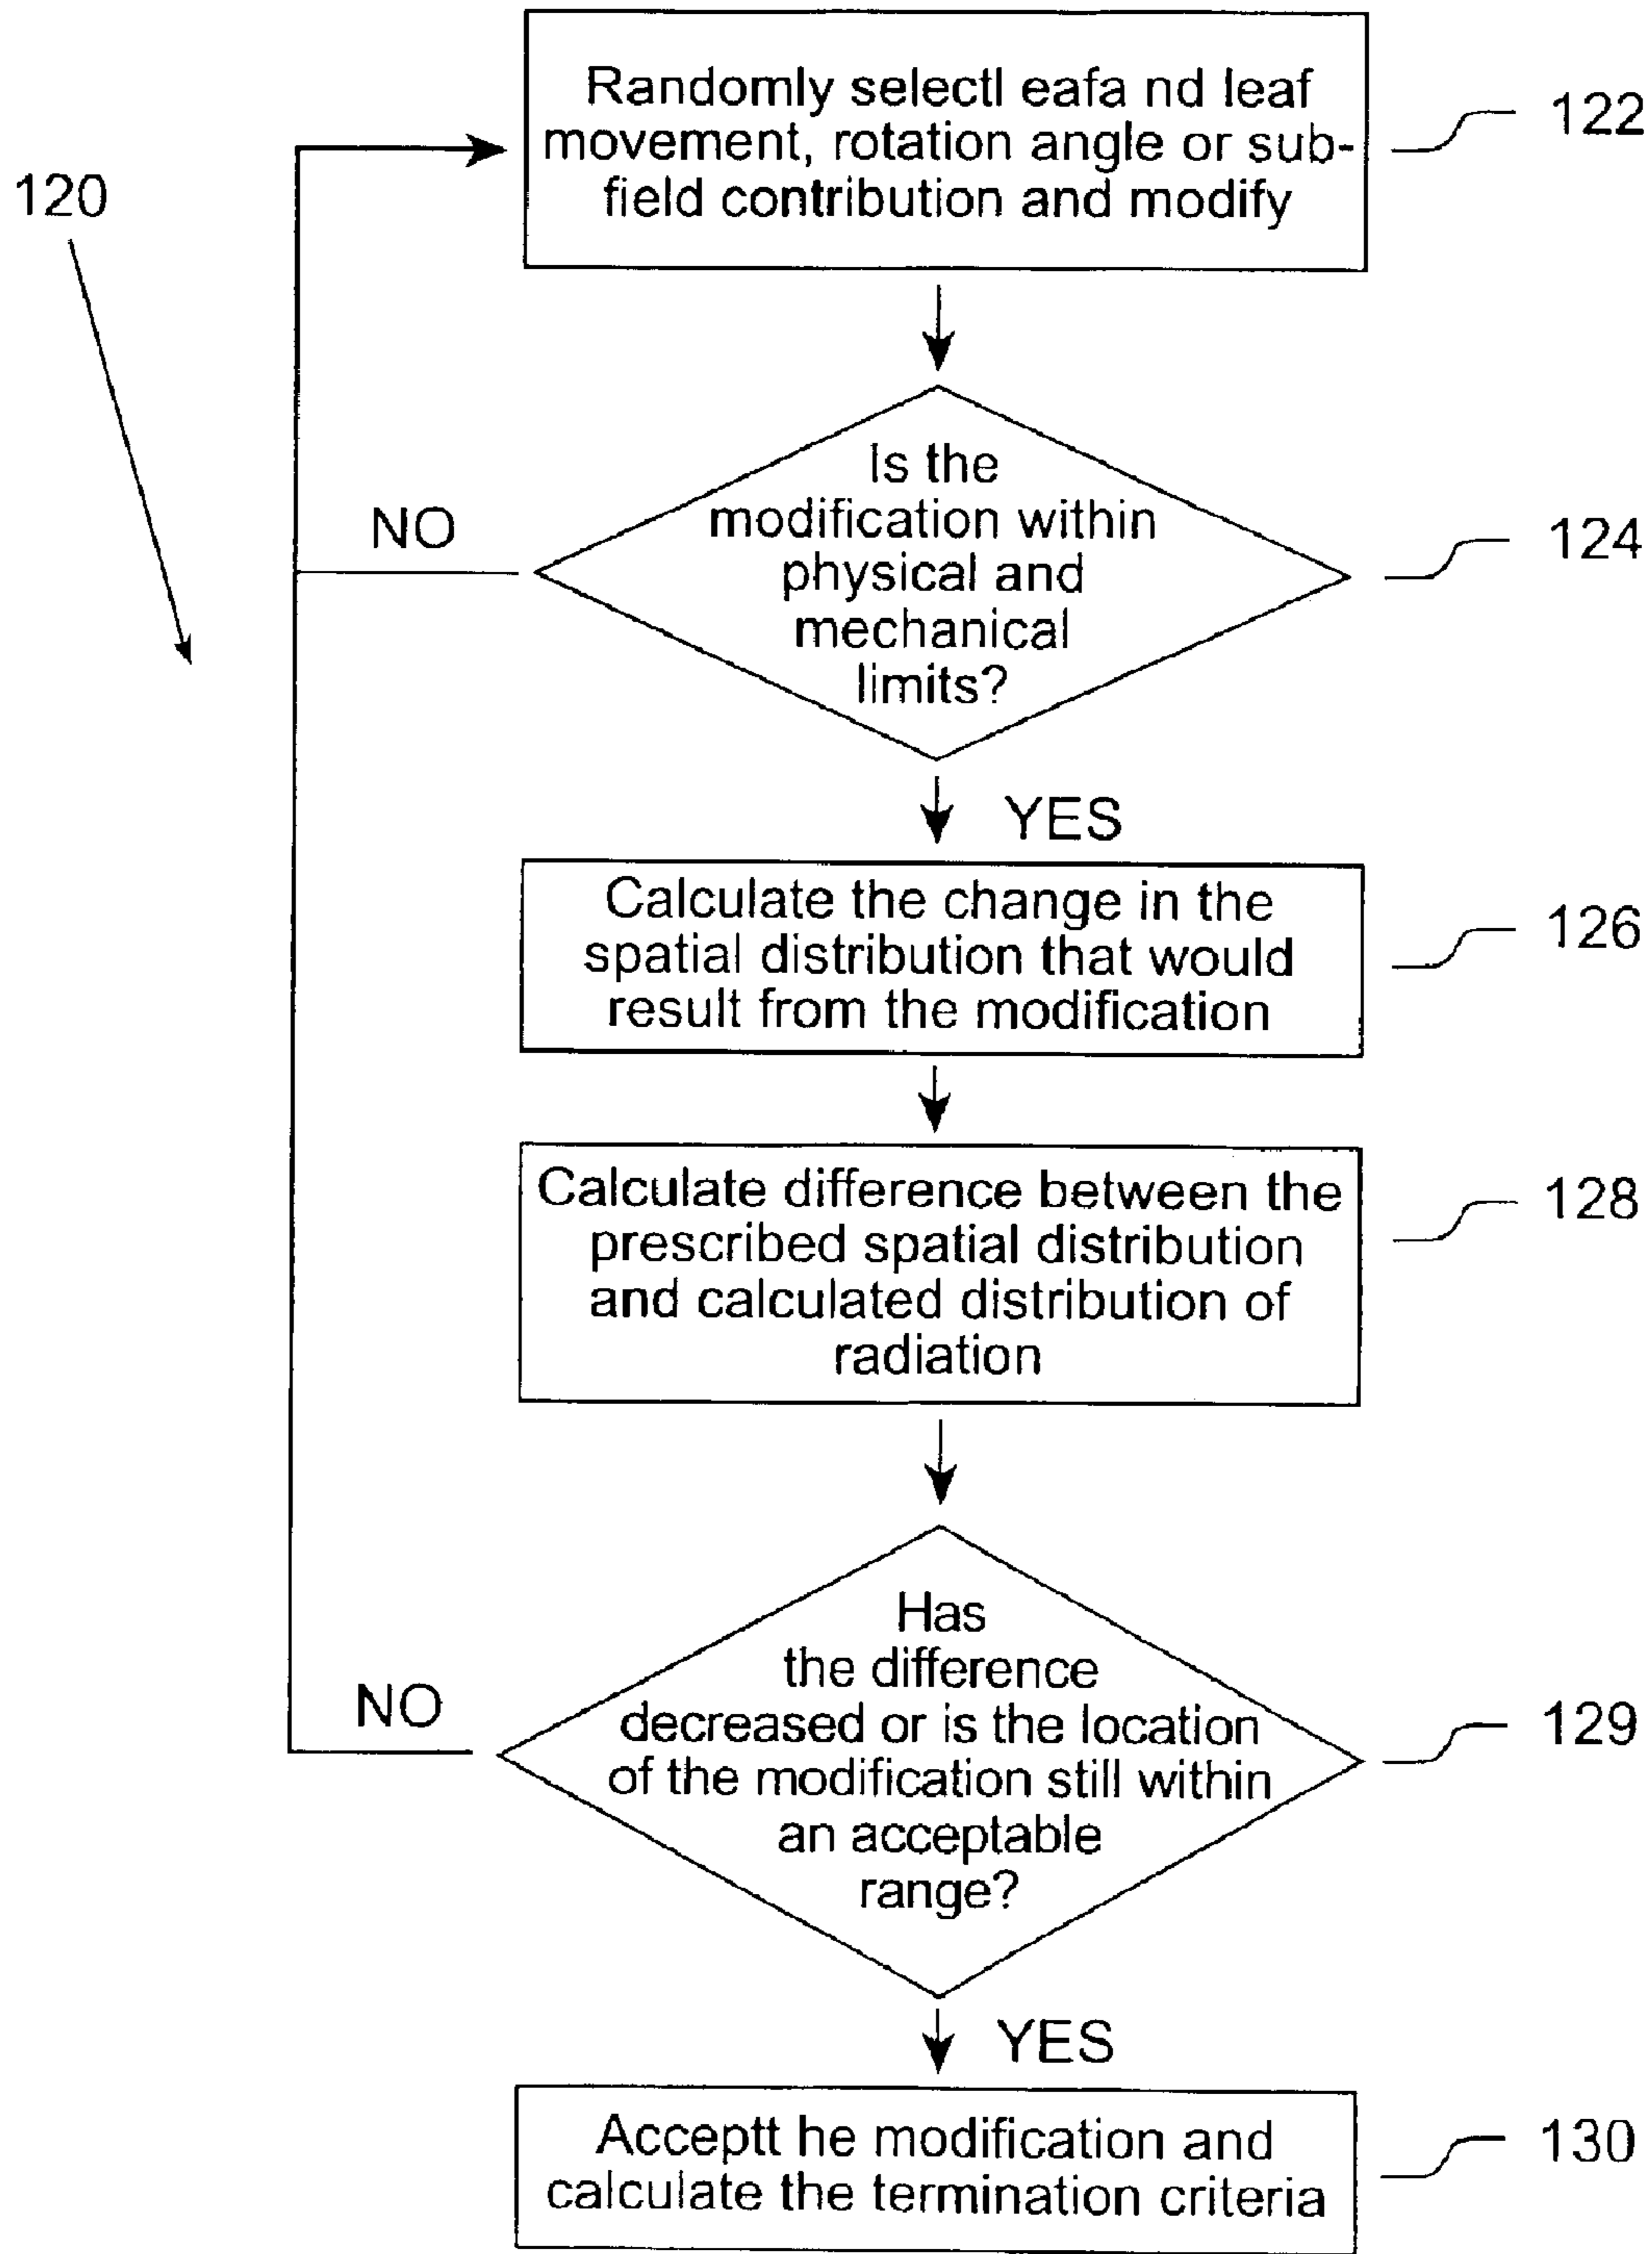 Randomly selectl eafa nd leaf
movement, rotation angle or sub-
field contribution and modify
122
120
Is the
modification within
physical and
mechanical
limits?
NO
124
YES
Calculate the change in the
spatial distribution that would
result from the modification
126
Calculate difference between the
prescribed spatial distribution
and calculated distribution of
radiation
128
Has
the difference
decreased or is the location
of the modification still within
an acceptable
range?
NO
129
YES
Acceptt he modification and
calculate the termination criteria
130